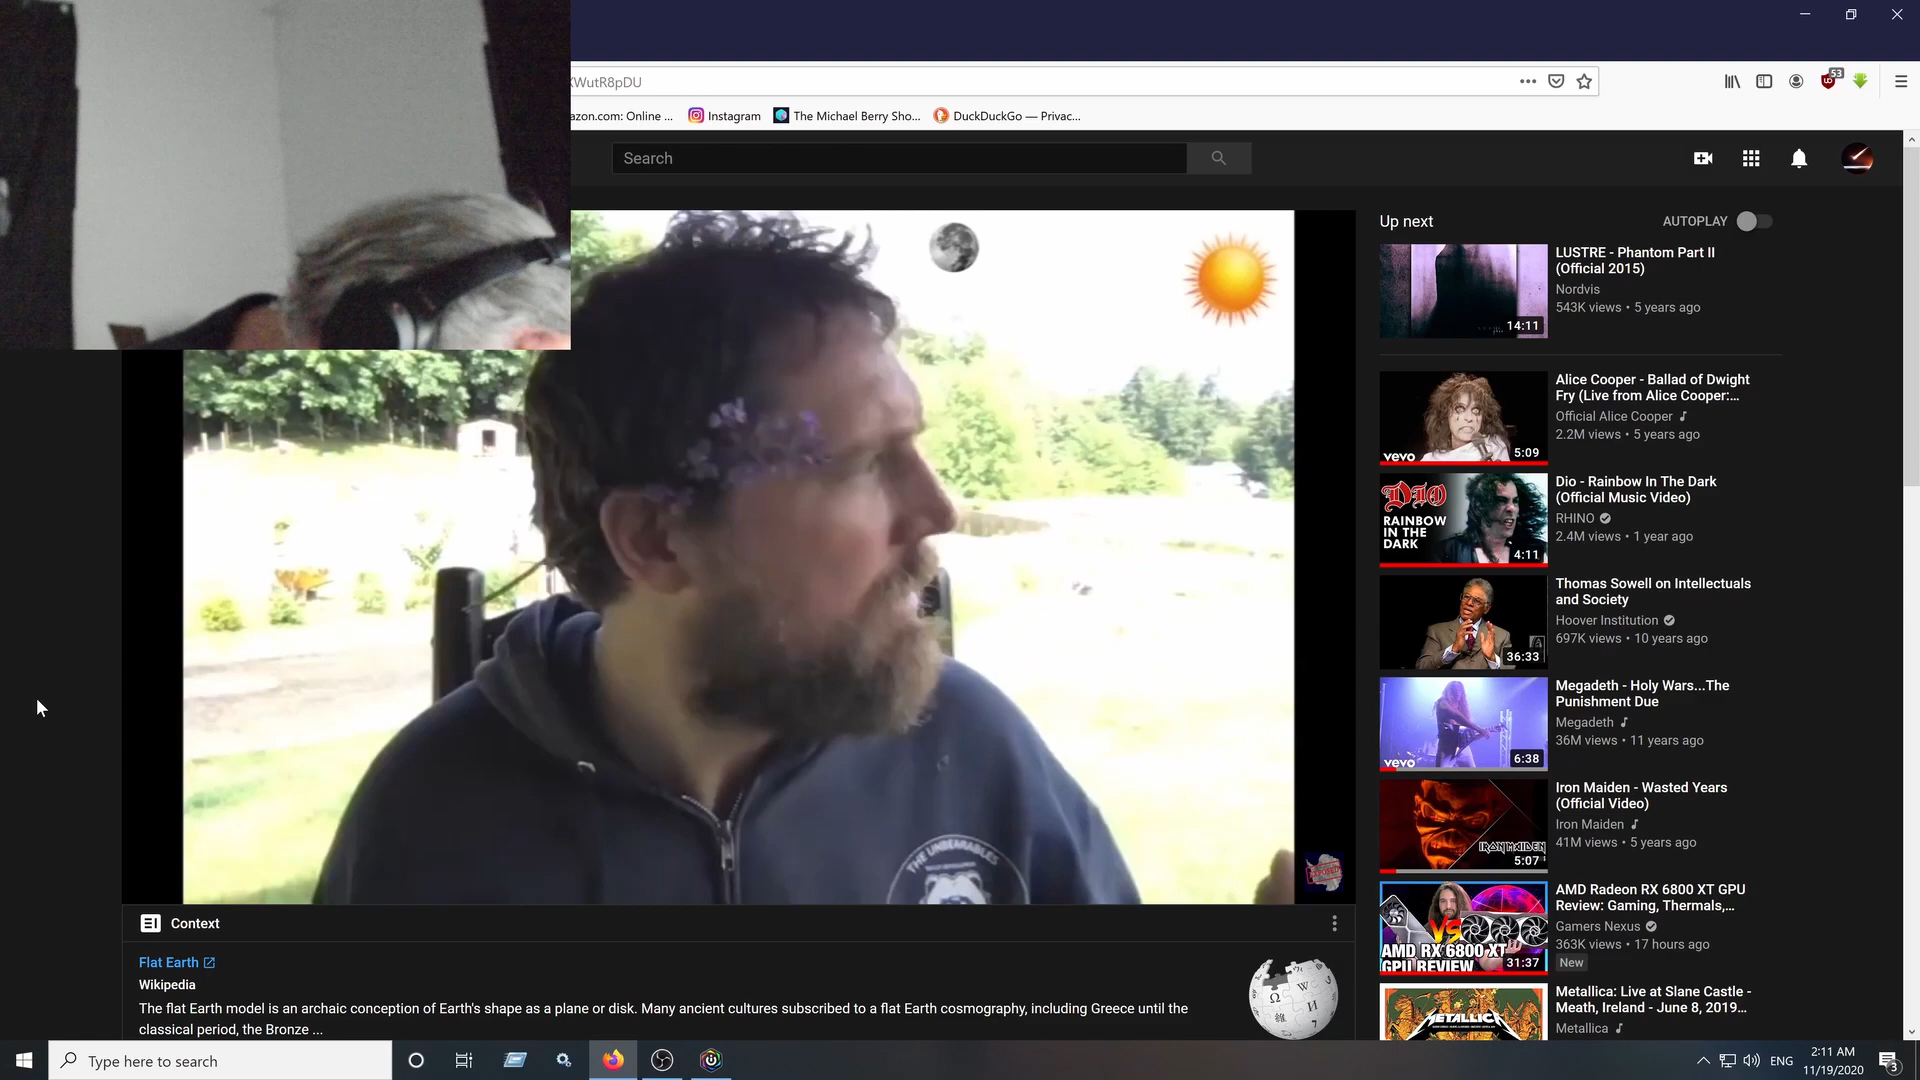 KWutR8pDU
azon.com: Online ...
Instagram
The Michael Berry Sho...
DuckDuckGo — Privac...
53
Search
Up next
AUTOPLAY
LUSTRE - Phantom Part II
(Official 2015)
Nordvis
543K views • 5 years ago
14:11
Alice Cooper - Ballad of Dwight
Fry (Live from Alice Cooper:...
Official Alice Cooper
2.2M views • 5 years ago
vevo
5:09
Dio - Rainbow In The Dark
(Official Music Video)
RHINO
2.4M views • 1 year ago
DIO
RAINBOW
IN THE
DARK
4:11
Thomas Sowell on Intellectuals
and Society
Hoover Institution
697K views • 10 years ago
36:33
Megadeth - Holy Wars...The
Punishment Due
Megadeth
36M views • 11 years ago
vevo
6:38
Iron Maiden - Wasted Years
(Official Video)
Iron Maiden
41M views • 5 years ago
IRON MAIDEN
5:07
AMD Radeon RX 6800 XT GPU
Review: Gaming, Thermals,...
Gamers Nexus
363K views • 17 hours ago
New
VS
AMD RX 6800 XT
GPU REVIEW
31:37
Metallica: Live at Slane Castle -
Meath, Ireland - June 8, 2019...
Metallica
METALLICA
THE UNBEARABLES
Context
Flat Earth
Wikipedia
The flat Earth model is an archaic conception of Earth's shape as a plane or disk. Many ancient cultures subscribed to a flat Earth cosmography, including Greece until the
classical period, the Bronze ...
Type here to search
ENG
2:11 AM
11/19/2020
3